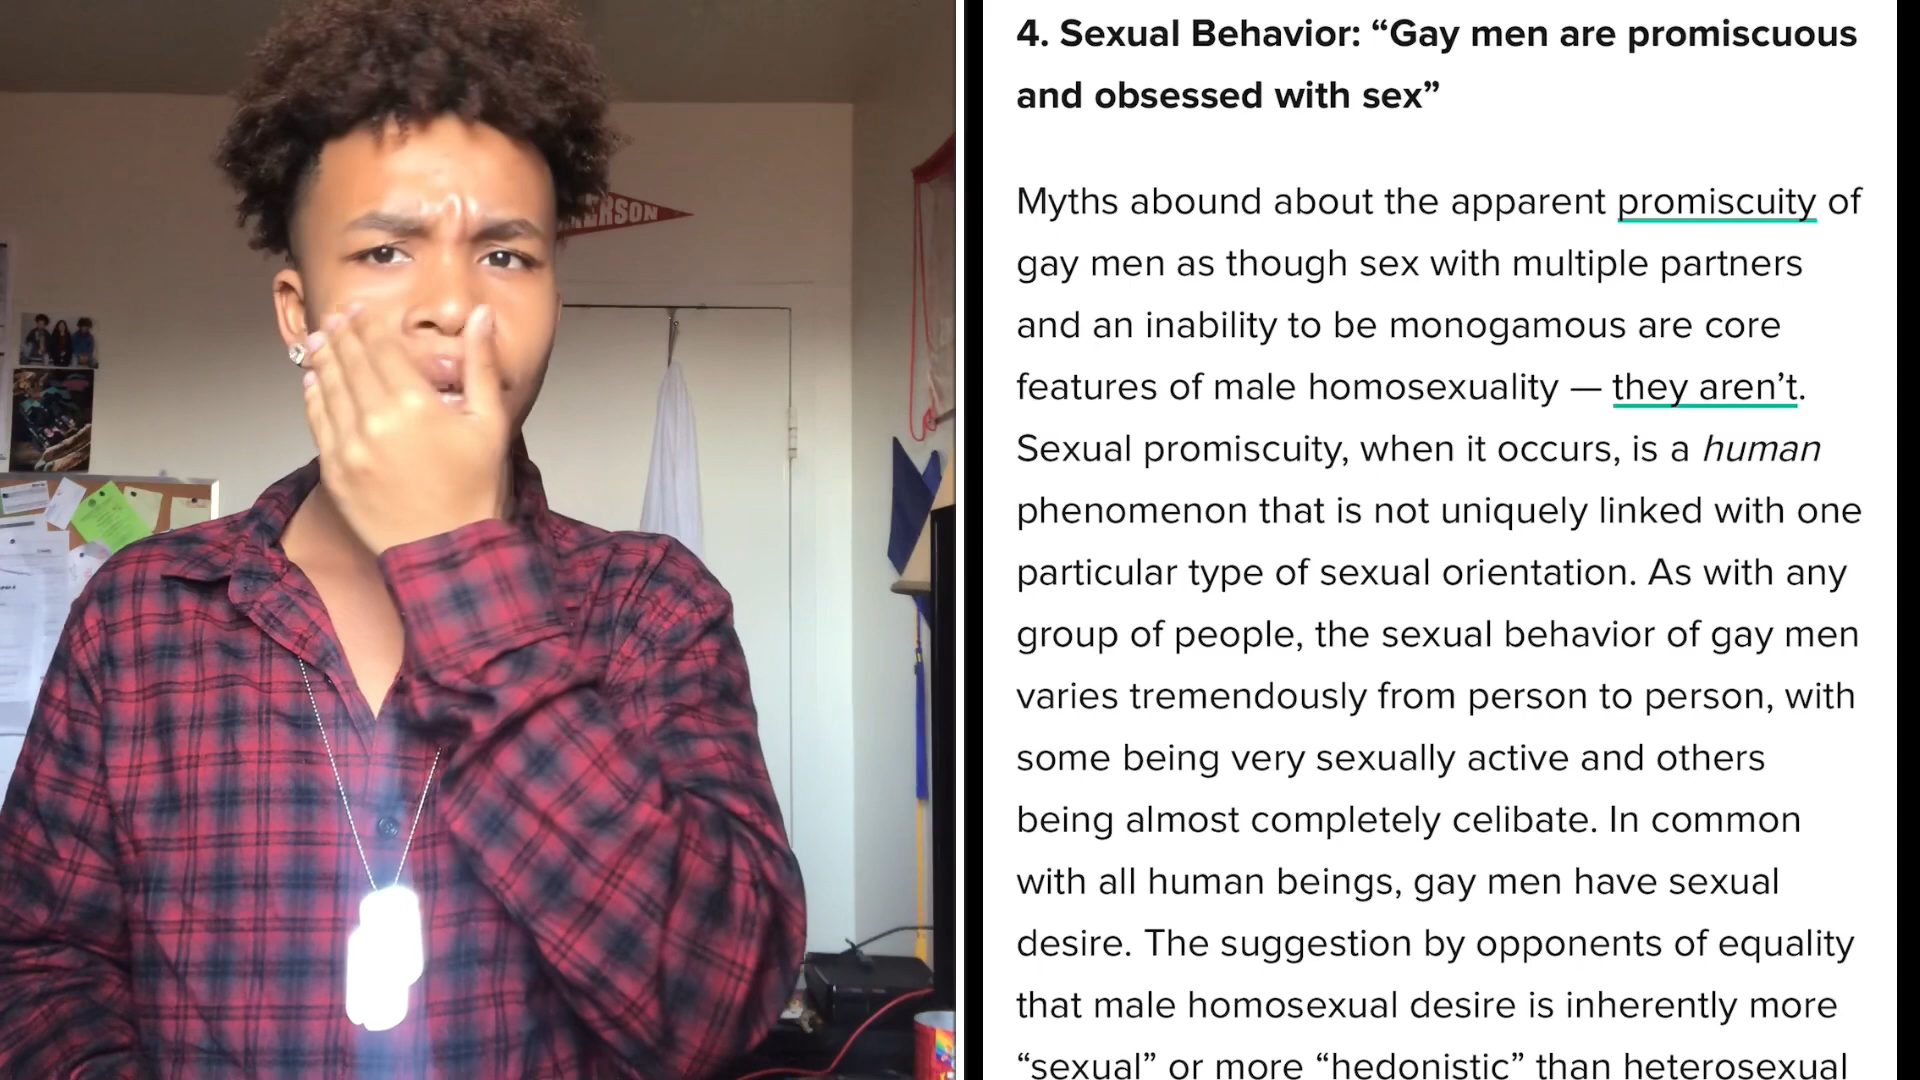 ERSON
4. Sexual Behavior: “Gay men are promiscuous
and obsessed with sex”
Myths abound about the apparent promiscuity of
gay men as though sex with multiple partners
and an inability to be monogamous are core
features of male homosexuality — they aren’t.
Sexual promiscuity, when it occurs, is a human
phenomenon that is not uniquely linked with one
particular type of sexual orientation. As with any
group of people, the sexual behavior of gay men
varies tremendously from person to person, with
some being very sexually active and others
being almost completely celibate. In common
with all human beings, gay men have sexual
desire. The suggestion by opponents of equality
that male homosexual desire is inherently more
“sexual” or more “hedonistic” than heterosexual